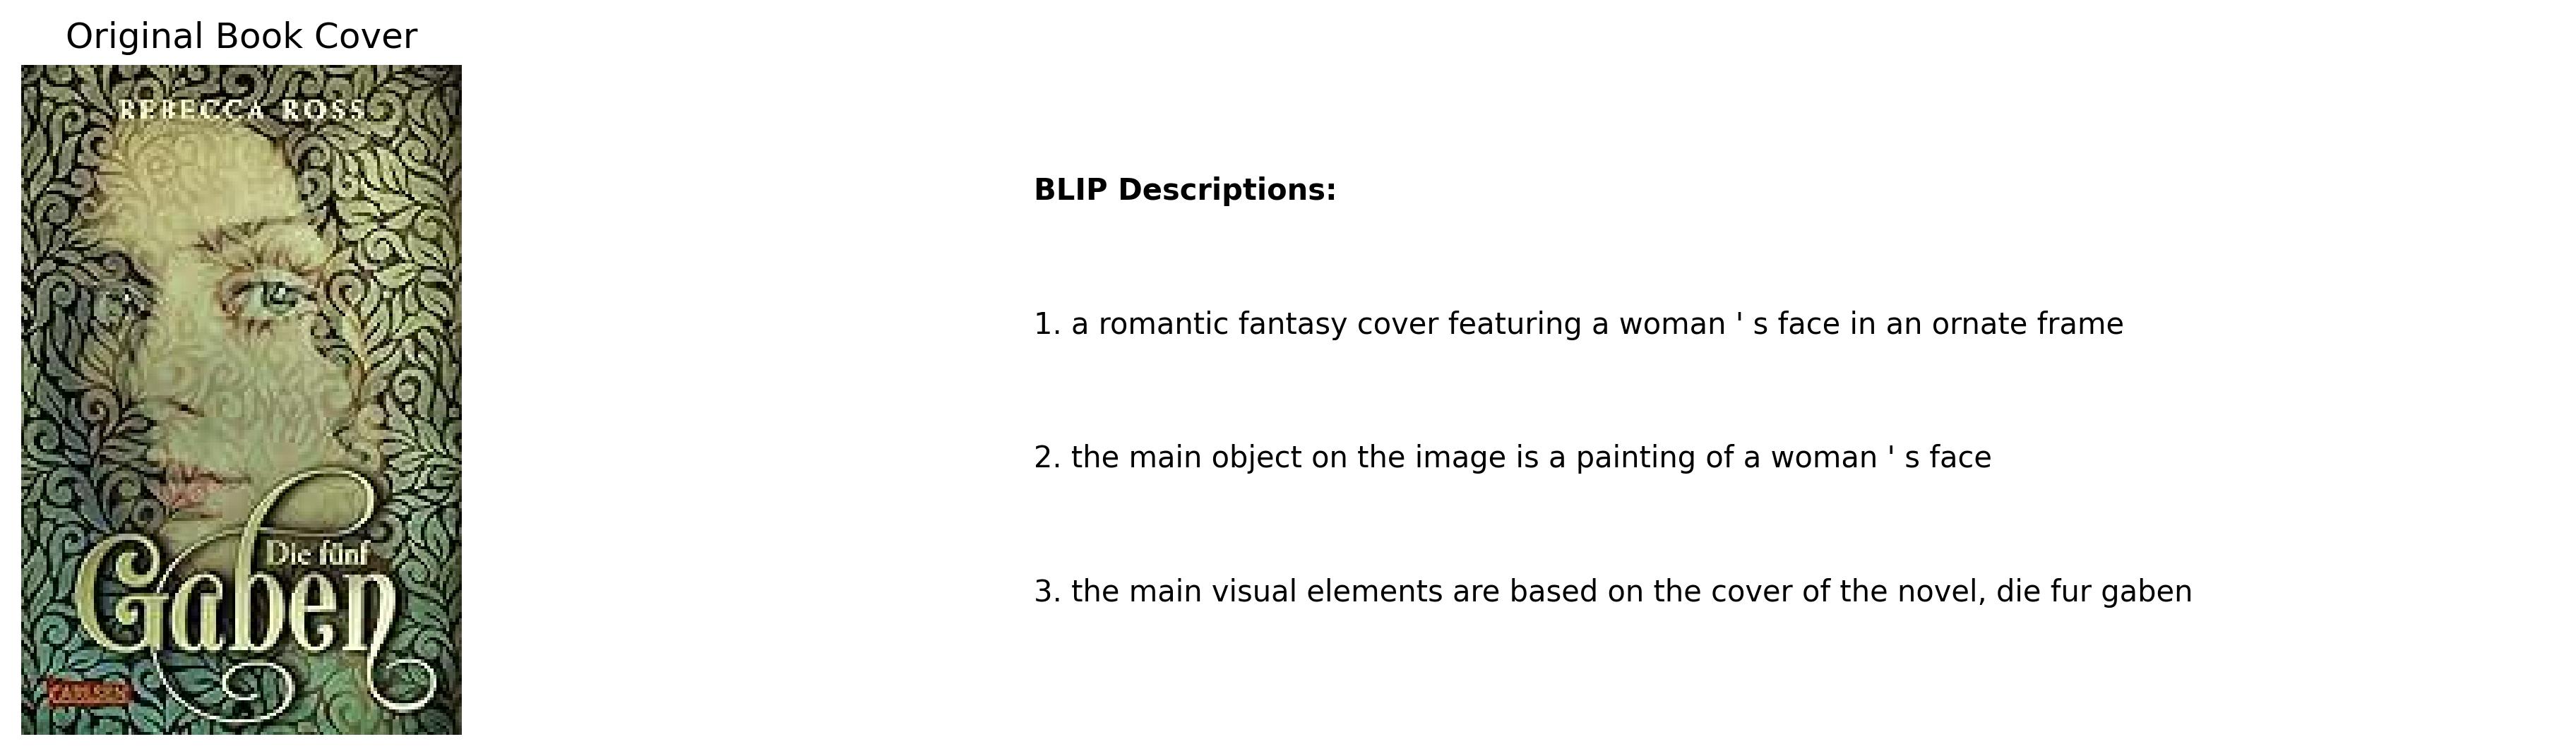 Original Book Cover
REBECCA ROSS
Die fünf
Gaben
CARLSEN
BLIP Descriptions:
1. a romantic fantasy cover featuring a woman ' s face in an ornate frame
2. the main object on the image is a painting of a woman ' s face
3. the main visual elements are based on the cover of the novel, die fur gaben